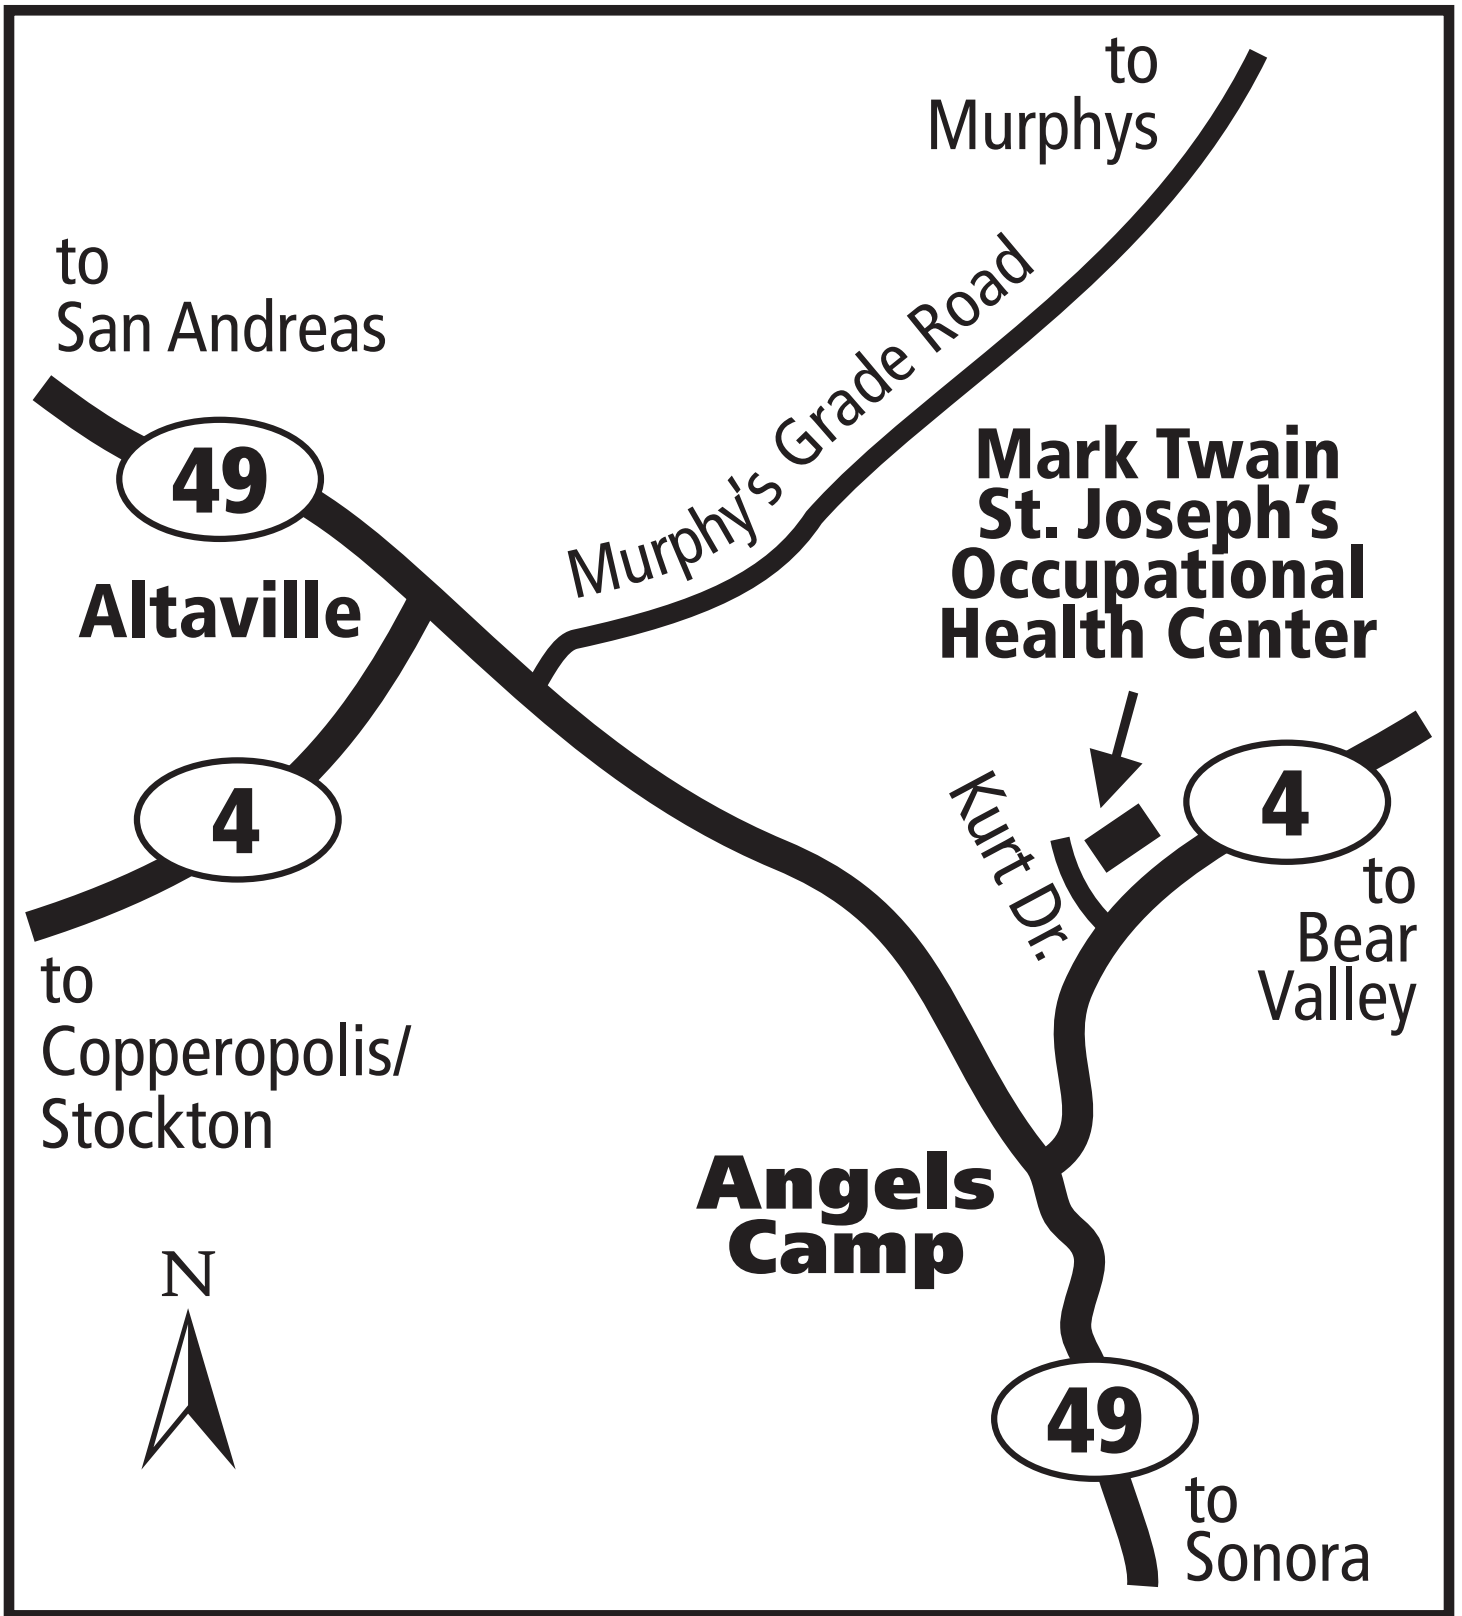 to
Murphys
to
San Andreas
Murphy's Grade Road
49
Mark Twain
St. Joseph’s
Occupational
Health Center
Altaville
4
Kurt Dr.
4
to
Bear
Valley
to
Copperopolis/
Stockton
Angels
Camp
N
49
to
Sonora